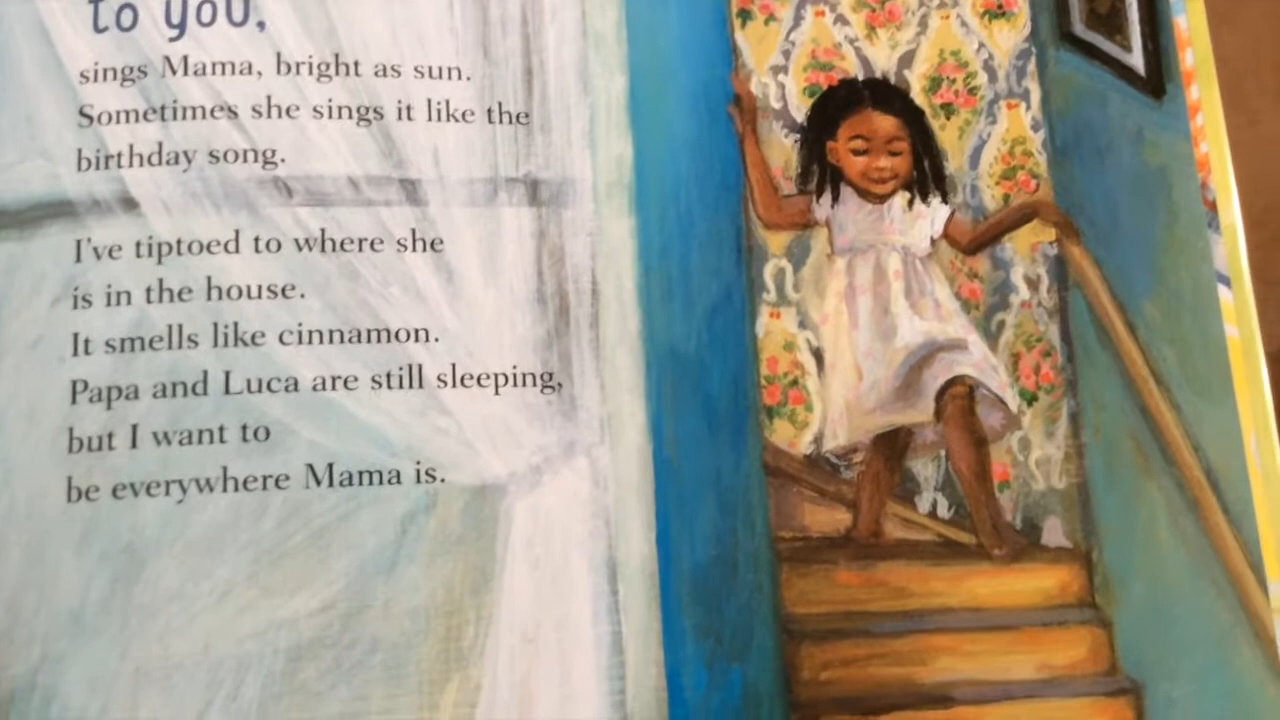 to you,
sings Mama, bright as sun.
Sometimes she sings it like the
birthday song.
I've tiptoed to where she
is in the house.
It smells like cinnamon.
Papa and Luca are still sleeping,
but I want to
be everywhere Mama is.